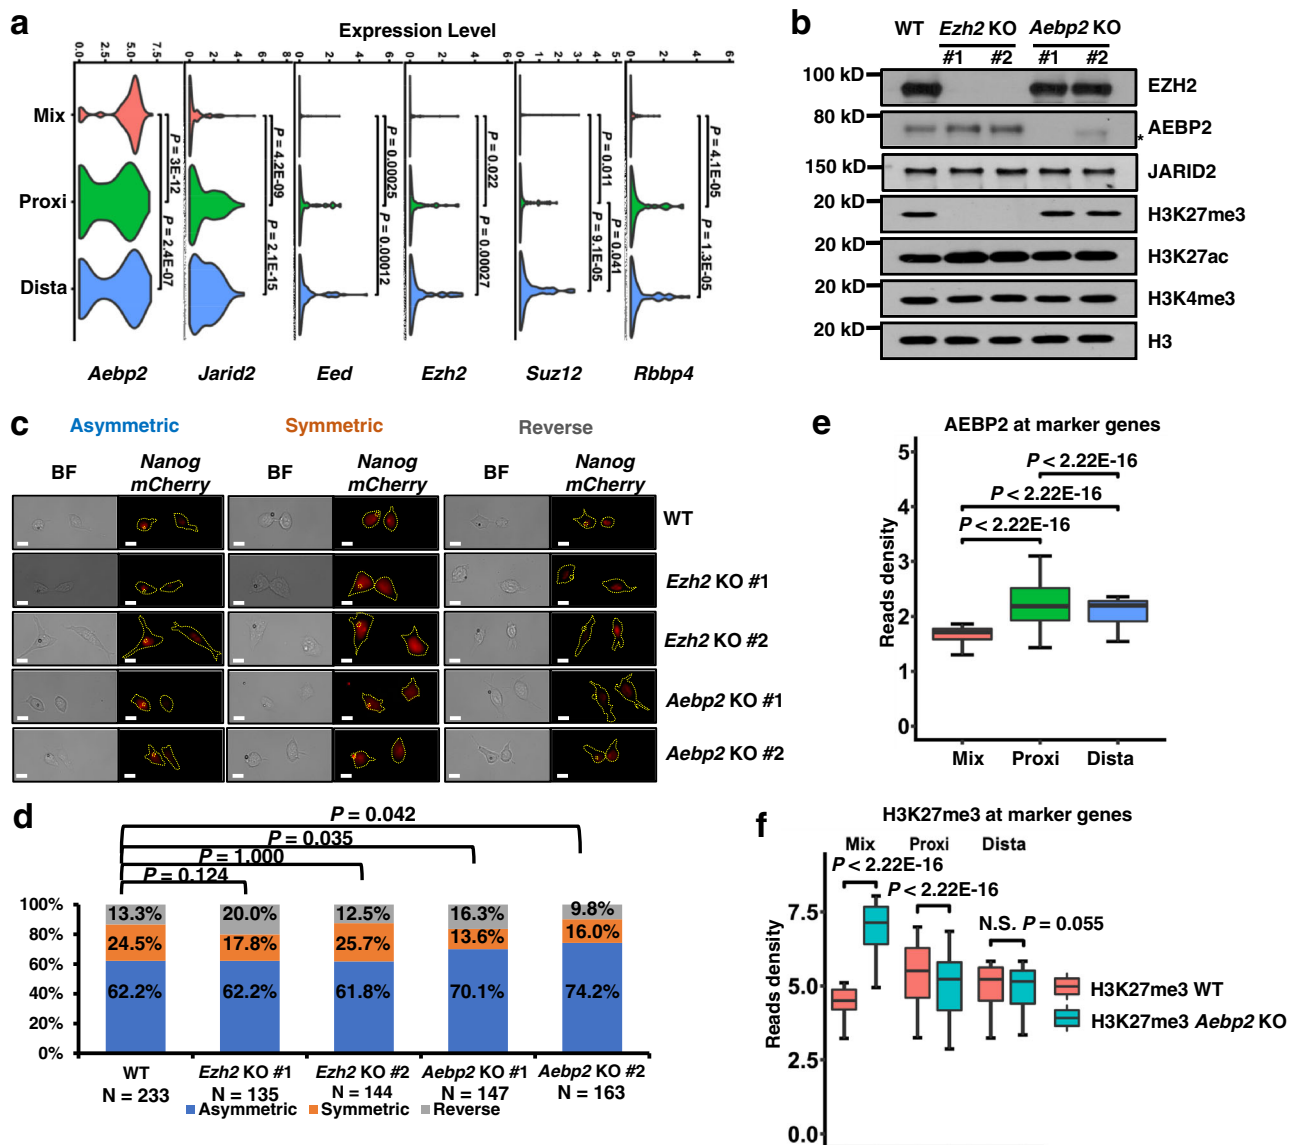 a
Expression Level
0.0 2.5 5.0 7.5
0 2 4 6
0 2 4 6
0 2 4 6
0 1 2 3 4
0 2 4 6
Mix
Proxi
Dista
P = 3E-12
P = 2.4E-07
P = 4.2E-09
P = 2.1E-15
P = 0.00025
P = 0.00012
P = 0.022
P = 0.00027
P = 0.011
P = 0.041
P = 9.1E-05
P = 4.1E-05
P = 1.3E-05
Aebp2 Jarid2 Eed Ezh2 Suz12 Rbbp4
b
WT Ezh2 KO Aebp2 KO
#1 #2 #1 #2
100 kD EZH2
80 kD AEBP2
*
150 kD JARID2
20 kD H3K27me3
20 kD H3K27ac
20 kD H3K4me3
20 kD H3
c
Asymmetric Symmetric Reverse
BF Nanog mCherry BF Nanog mCherry BF Nanog mCherry
WT
Ezh2 KO #1
Ezh2 KO #2
Aebp2 KO #1
Aebp2 KO #2
d
P = 0.042
P = 0.035
P = 1.000
P = 0.124
100%
80%
60%
40%
20%
0%
13.3% 20.0% 12.5% 16.3% 9.8%
24.5% 17.8% 25.7% 13.6% 16.0%
62.2% 62.2% 61.8% 70.1% 74.2%
WT Ezh2 KO #1 Ezh2 KO #2 Aebp2 KO #1 Aebp2 KO #2
N = 233 N = 135 N = 144 N = 147 N = 163
Asymmetric Symmetric Reverse
e
AEBP2 at marker genes
P < 2.22E-16
P < 2.22E-16
P < 2.22E-16
Reads density
5
4
3
2
1
0
Mix Proxi Dista
f
H3K27me3 at marker genes
Mix Proxi Dista
P < 2.22E-16
P < 2.22E-16
N.S. P = 0.055
Reads density
7.5
5.0
2.5
0.0
H3K27me3 WT
H3K27me3 Aebp2 KO